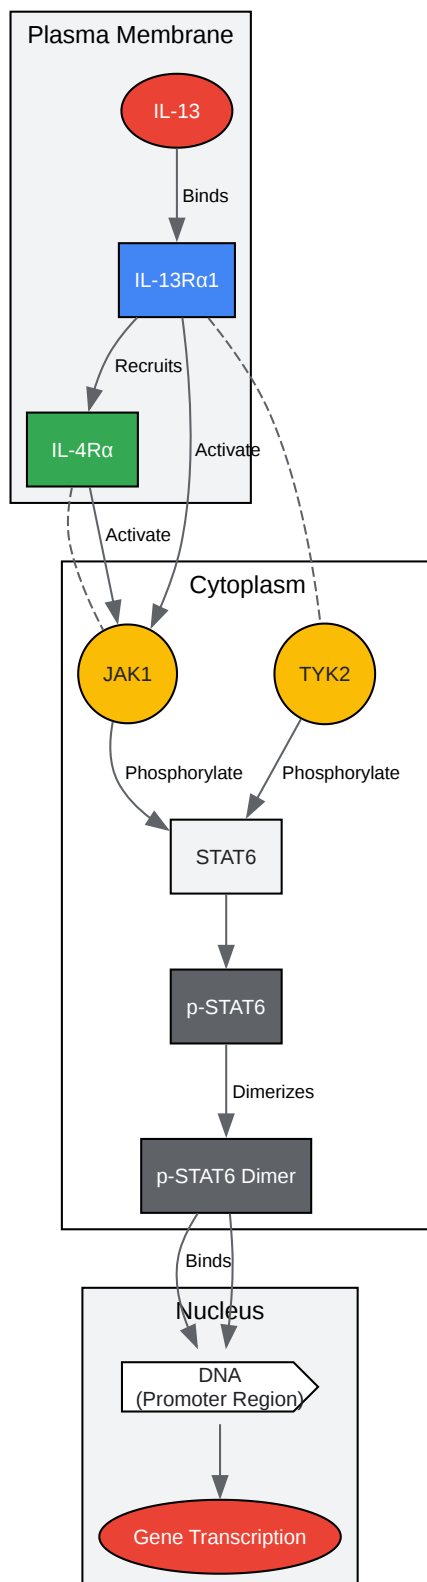 Plasma Membrane
IL-13
Binds
IL-13Rα1
Recruits
IL-4Rα
Activate
Activate
Cytoplasm
JAK1
TYK2
Phosphorylate
Phosphorylate
STAT6
p-STAT6
Dimerizes
p-STAT6 Dimer
Binds
Nucleus
DNA
(Promoter Region)
Gene Transcription